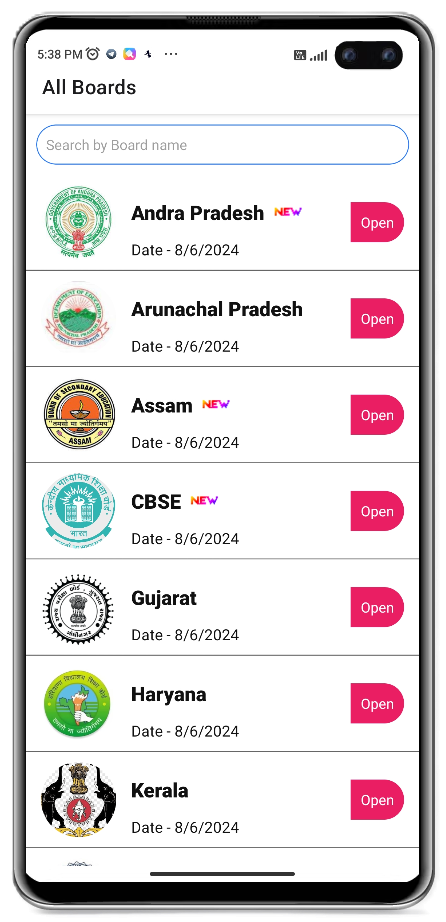 5:38 PM
All Boards
Search by Board name
Andra Pradesh NEW
Date - 8/6/2024
Open
Arunachal Pradesh
Date - 8/6/2024
Open
BOARD OF SECONDARY EDUCATION
तमसो मा ज्योतिर्गमय
ASSAM
Assam NEW
Date - 8/6/2024
Open
केन्द्रीय माध्यमिक शिक्षा बोर्ड
भारत
CBSE NEW
Date - 8/6/2024
Open
Gujarat
Date - 8/6/2024
Open
Haryana
Date - 8/6/2024
Open
Kerala
Date - 8/6/2024
Open